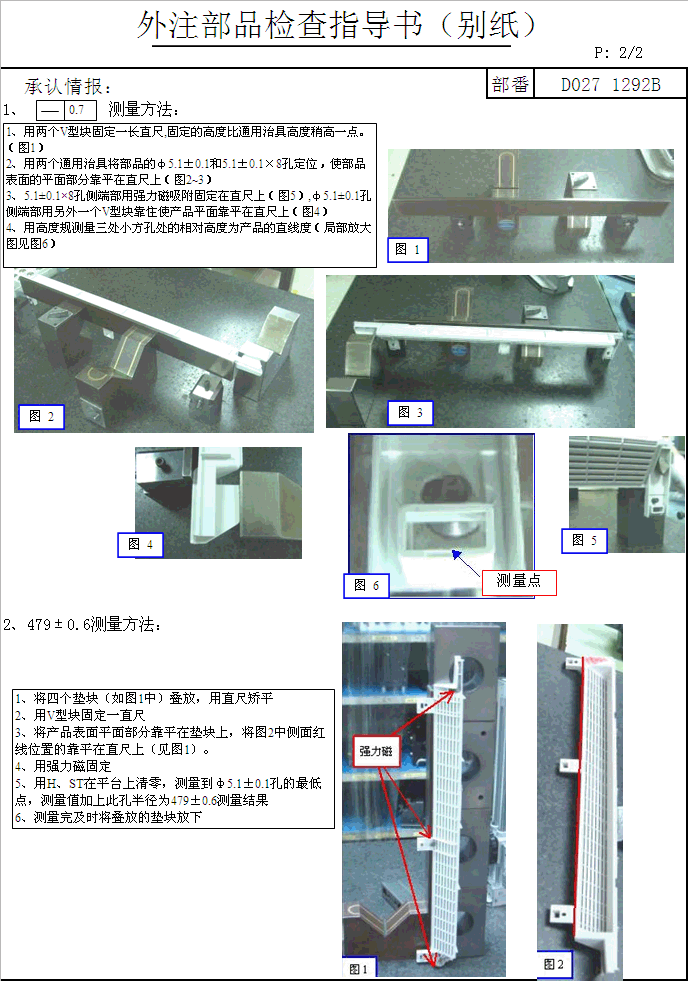 外注部品检查指导书（别纸）
P: 2/2
承认情报：
部番 D027 1292B
1、 — 0.7 测量方法：
1、用两个V型块固定一长直尺,固定的高度比通用治具高度稍高一点。
（图1）
2、用两个通用治具将部品的φ5.1±0.1和5.1±0.1×8孔定位，使部品
表面的平面部分靠平在直尺上（图2~3）
3、5.1±0.1×8孔侧端部用强力磁吸附固定在直尺上（图5）,φ5.1±0.1孔
侧端部用另外一个V型块靠住使产品平面靠平在直尺上（图4）
4、用高度规测量三处小方孔处的相对高度为产品的直线度（局部放大
图见图6）
图 1
图 2
图 3
图 4
图 5
图 6
测量点
2、479±0.6测量方法：
1、将四个垫块（如图1中）叠放，用直尺矫平
2、用V型块固定一直尺
3、将产品表面平面部分靠平在垫块上，将图2中侧面红
线位置的靠平在直尺上（见图1）。
4、用强力磁固定
5、用H、ST在平台上清零，测量到φ5.1±0.1孔的最低
点，测量值加上此孔半径为479±0.6测量结果
6、测量完及时将叠放的垫块放下
强力磁
图1
图2